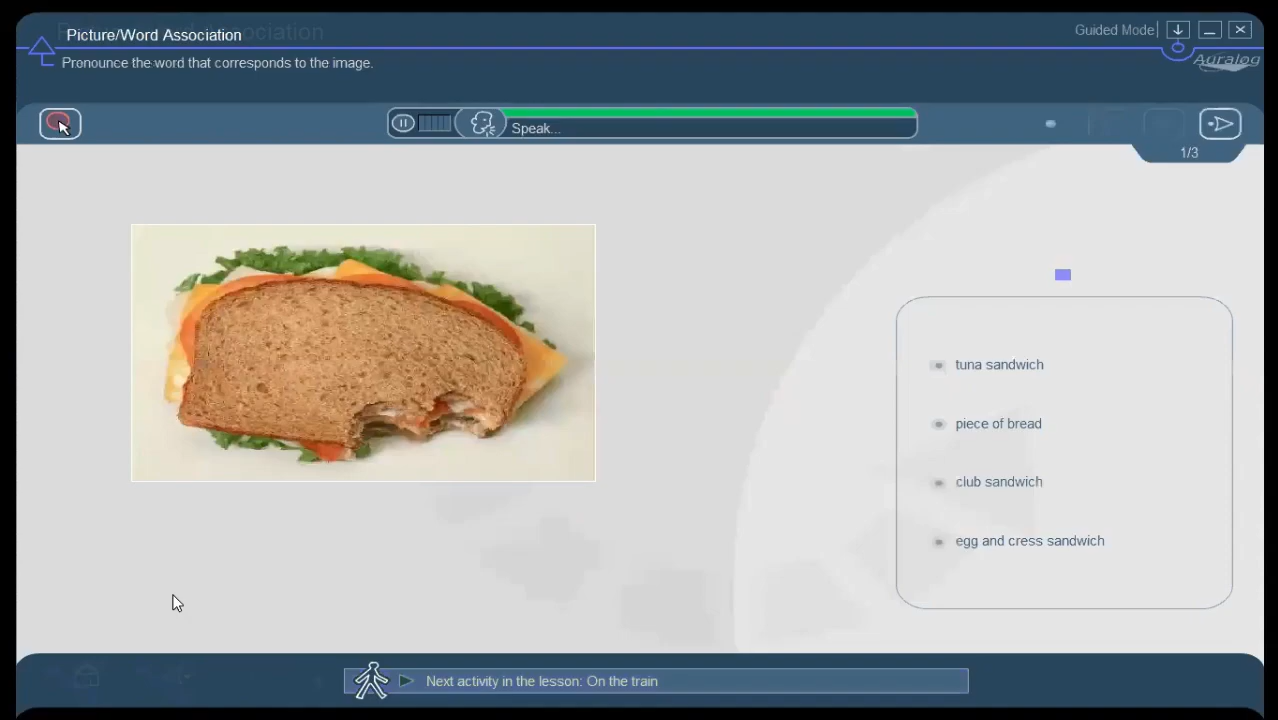 Picture/Word Association
Guided Mode
Pronounce the word that corresponds to the image.
Auralog
Speak...
1/3
tuna sandwich
piece of bread
club sandwich
egg and cress sandwich
Next activity in the lesson: On the train